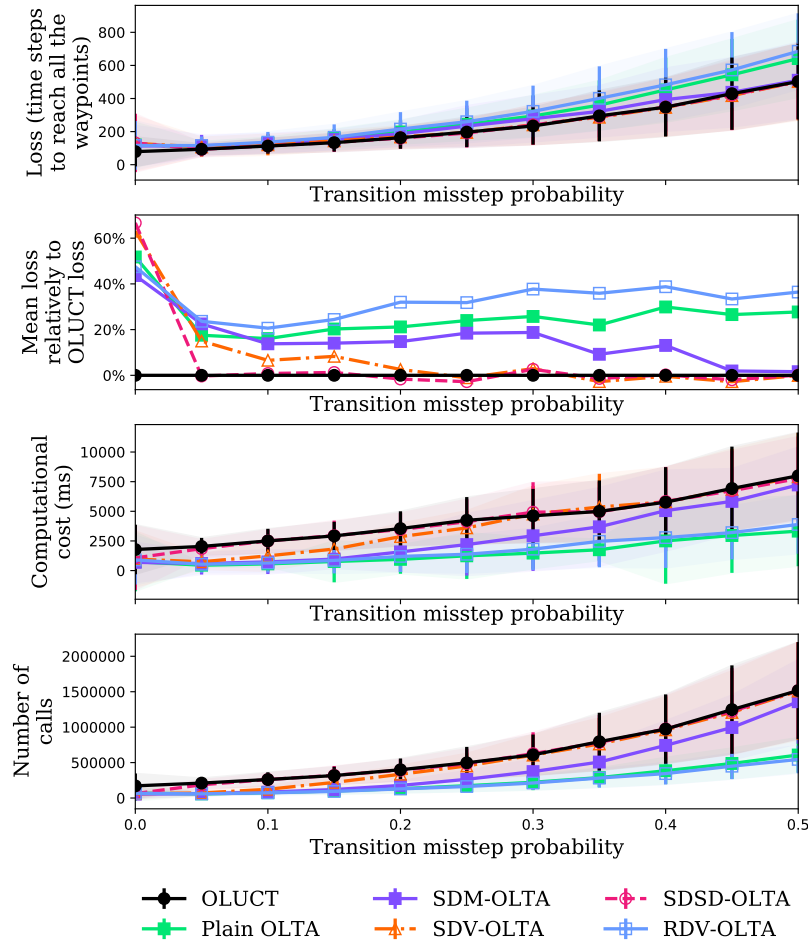 Loss (time steps
to reach all the
waypoints)
800
600
400
200
0
Transition misstep probability
Mean loss
relatively to
OLUCT loss
60%
40%
20%
0%
Transition misstep probability
Computational
cost (ms)
10000
7500
5000
2500
0
Transition misstep probability
Number of
calls
2000000
1500000
1000000
500000
0
0.0 0.1 0.2 0.3 0.4 0.5
Transition misstep probability
OLUCT SDM-OLTA SDSD-OLTA
Plain OLTA SDV-OLTA RDV-OLTA